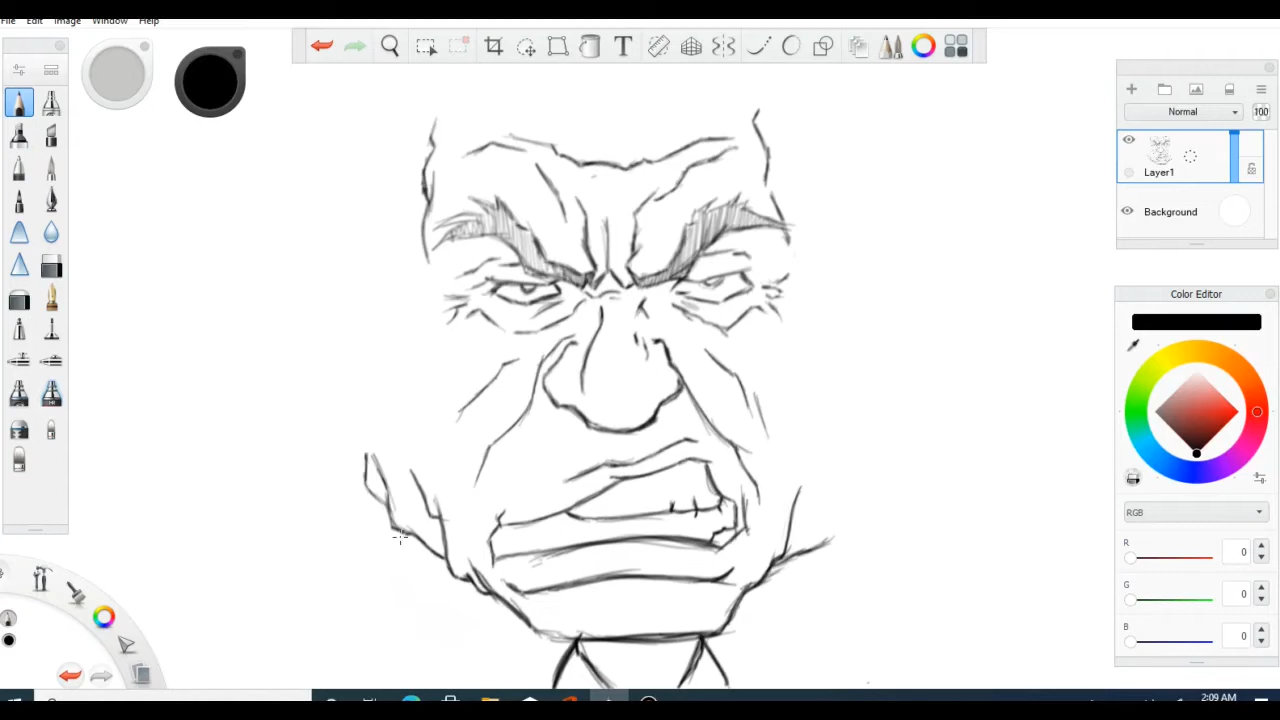 File Edit Image Window Help
T
Normal
100
Layer1
Background
Color Editor
RGB
R 0
G 0
B 0
2:09 AM